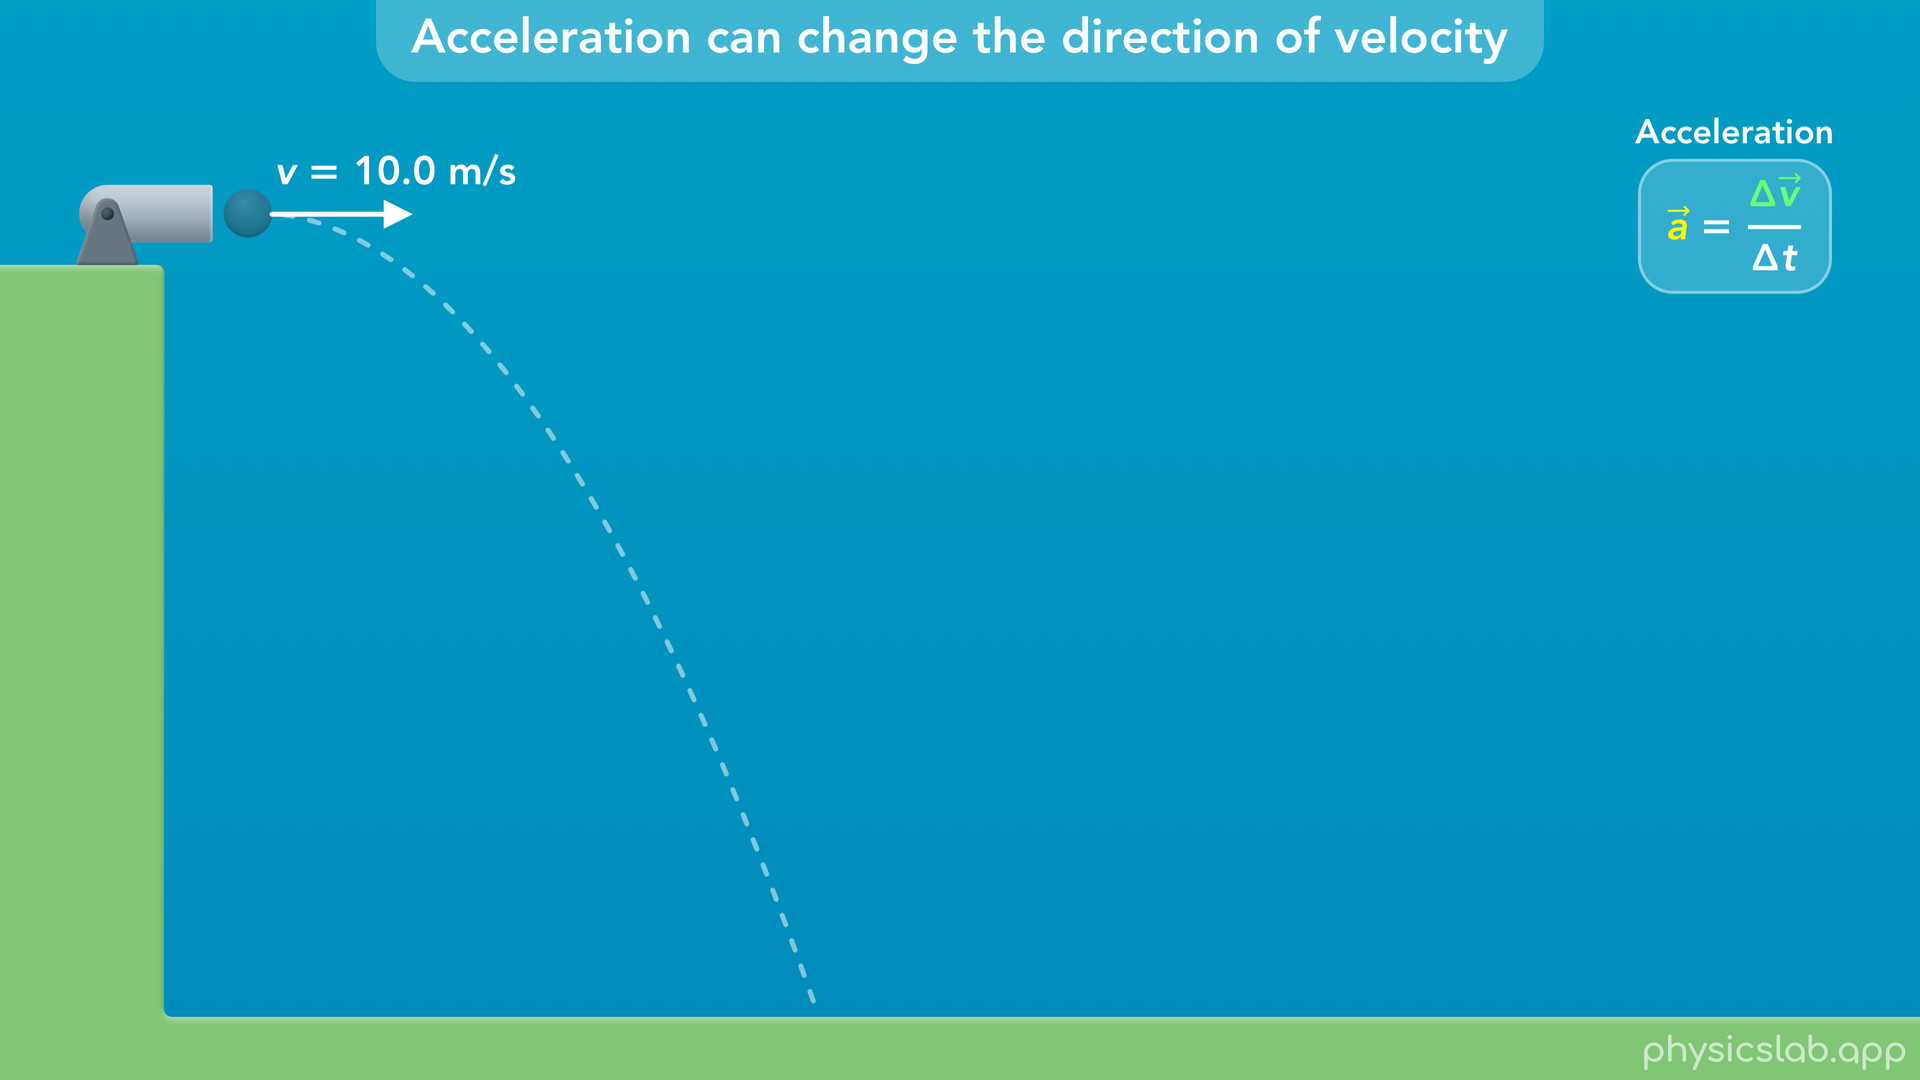 Acceleration can change the direction of velocity
v = 10.0 m/s
Acceleration
a⃗ = Δv⃗ / Δt
physicslab.app